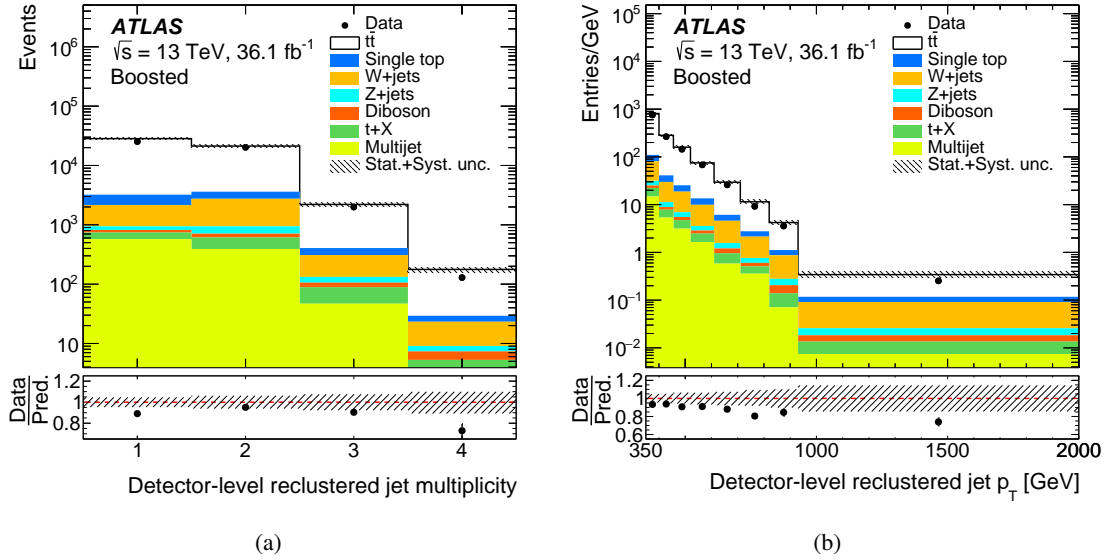 Events
10⁶
10⁵
10⁴
10³
10²
10
ATLAS
√s = 13 TeV, 36.1 fb⁻¹
Boosted
Data
tt̄
Single top
W+jets
Z+jets
Diboson
t+X
Multijet
Stat.+Syst. unc.
Data
Pred.
1.2
1
0.8
1 2 3 4
Detector-level reclustered jet multiplicity
(a)
Entries/GeV
10⁵
10⁴
10³
10²
10
1
10⁻¹
10⁻²
ATLAS
√s = 13 TeV, 36.1 fb⁻¹
Boosted
Data
tt̄
Single top
W+jets
Z+jets
Diboson
t+X
Multijet
Stat.+Syst. unc.
Data
Pred.
1.2
1
0.8
0.6
350 1000 1500 2000
Detector-level reclustered jet p_T [GeV]
(b)